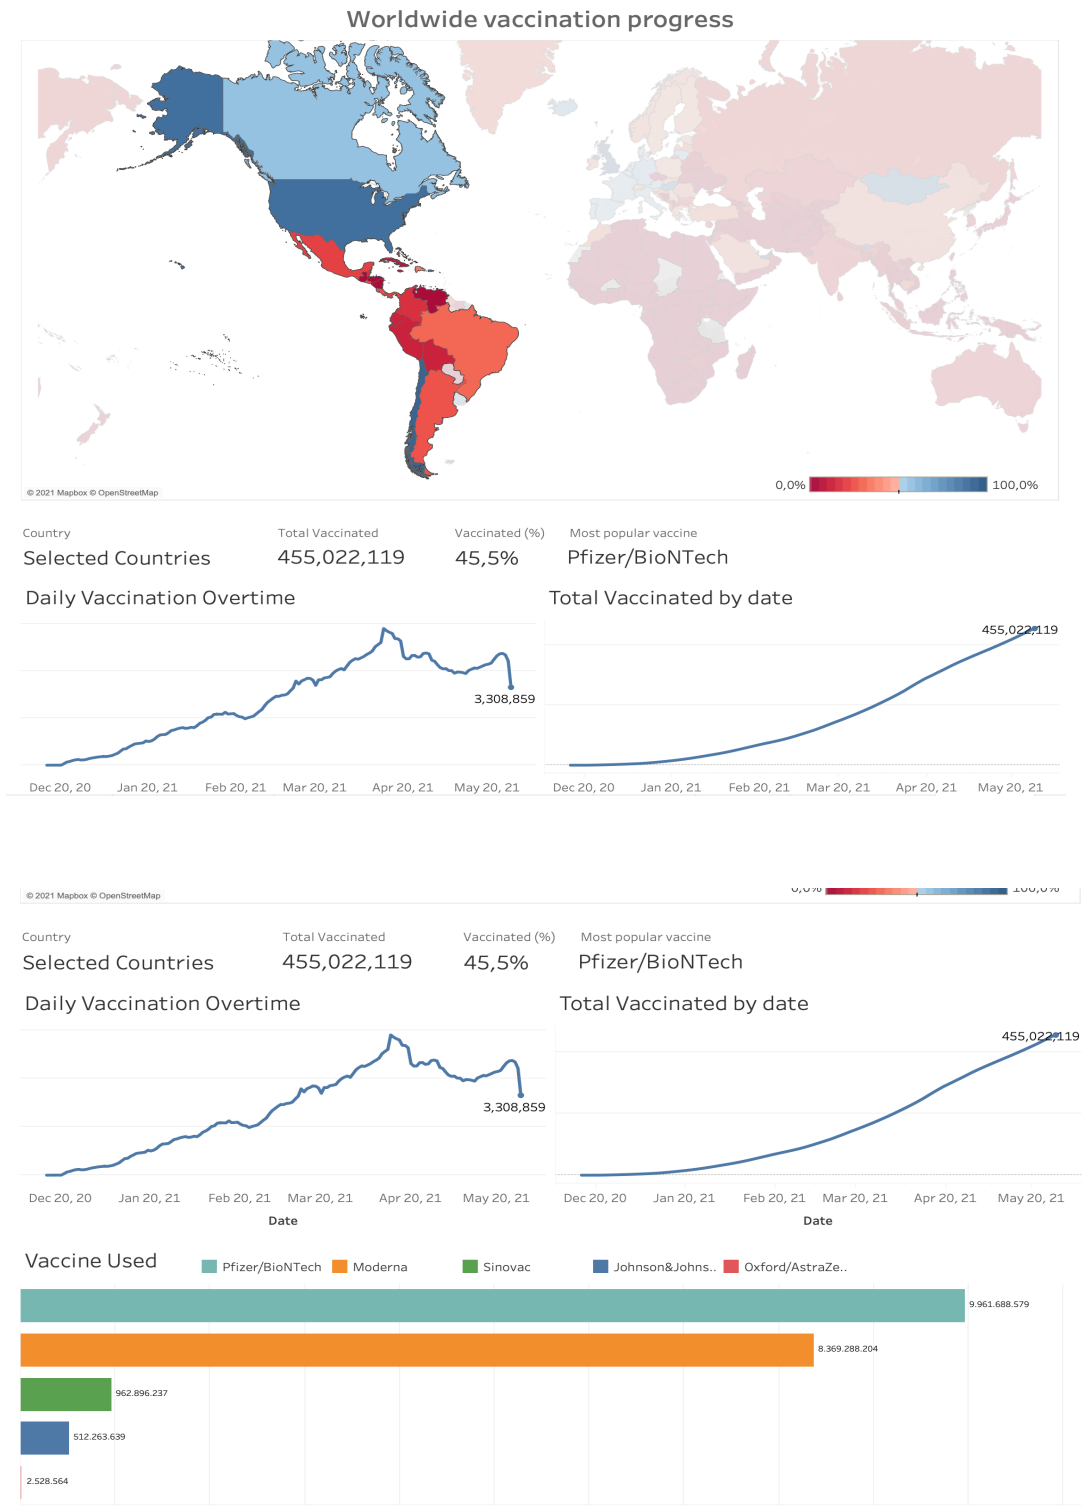 Worldwide vaccination progress
0,0% 100,0%
© 2021 Mapbox © OpenStreetMap
Country Total Vaccinated Vaccinated (%) Most popular vaccine
Selected Countries 455,022,119 45,5% Pfizer/BioNTech
Daily Vaccination Overtime Total Vaccinated by date
455,022,119
3,308,859
Dec 20, 20 Jan 20, 21 Feb 20, 21 Mar 20, 21 Apr 20, 21 May 20, 21 Dec 20, 20 Jan 20, 21 Feb 20, 21 Mar 20, 21 Apr 20, 21 May 20, 21
0,0% 100,0%
© 2021 Mapbox © OpenStreetMap
Country Total Vaccinated Vaccinated (%) Most popular vaccine
Selected Countries 455,022,119 45,5% Pfizer/BioNTech
Daily Vaccination Overtime Total Vaccinated by date
455,022,119
3,308,859
Dec 20, 20 Jan 20, 21 Feb 20, 21 Mar 20, 21 Apr 20, 21 May 20, 21 Dec 20, 20 Jan 20, 21 Feb 20, 21 Mar 20, 21 Apr 20, 21 May 20, 21
Date Date
Vaccine Used Pfizer/BioNTech Moderna Sinovac Johnson&Johns.. Oxford/AstraZe..
9.961.688.579
8.369.288.204
962.896.237
512.263.639
2.528.564